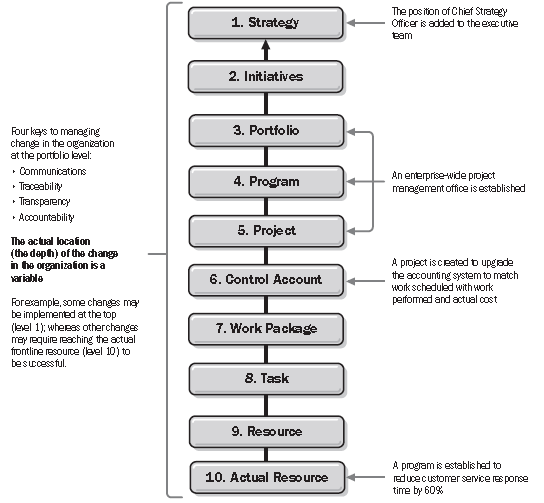 Four keys to managing
change in the organization
at the portfolio level:
‣ Communications
‣ Traceability
‣ Transparency
‣ Accountability
The actual location
(the depth) of the change
in the organization is a
variable
For example, some changes may
be implemented at the top
(level 1); whereas other changes
may require reaching the actual
frontline resource (level 10) to
be successful.
1. Strategy
2. Initiatives
3. Portfolio
4. Program
5. Project
6. Control Account
7. Work Package
8. Task
9. Resource
10. Actual Resource
The position of Chief Strategy
Officer is added to the executive
team
An enterprise-wide project
management office is established
A project is created to upgrade
the accounting system to match
work scheduled with work
performed and actual cost
A program is established to
reduce customer service response
time by 60%